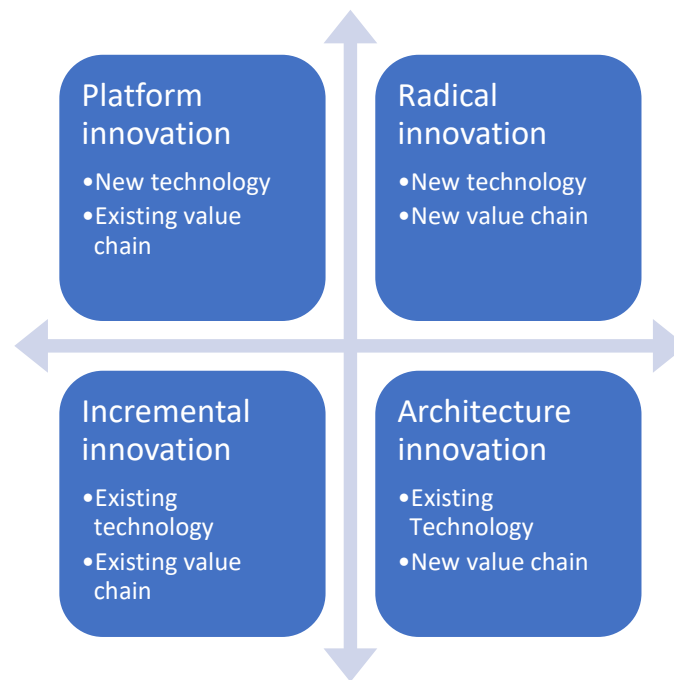 Platform
innovation
•New technology
•Existing value
chain
Radical
innovation
•New technology
•New value chain
Incremental
innovation
•Existing
technology
•Existing value
chain
Architecture
innovation
•Existing
Technology
•New value chain